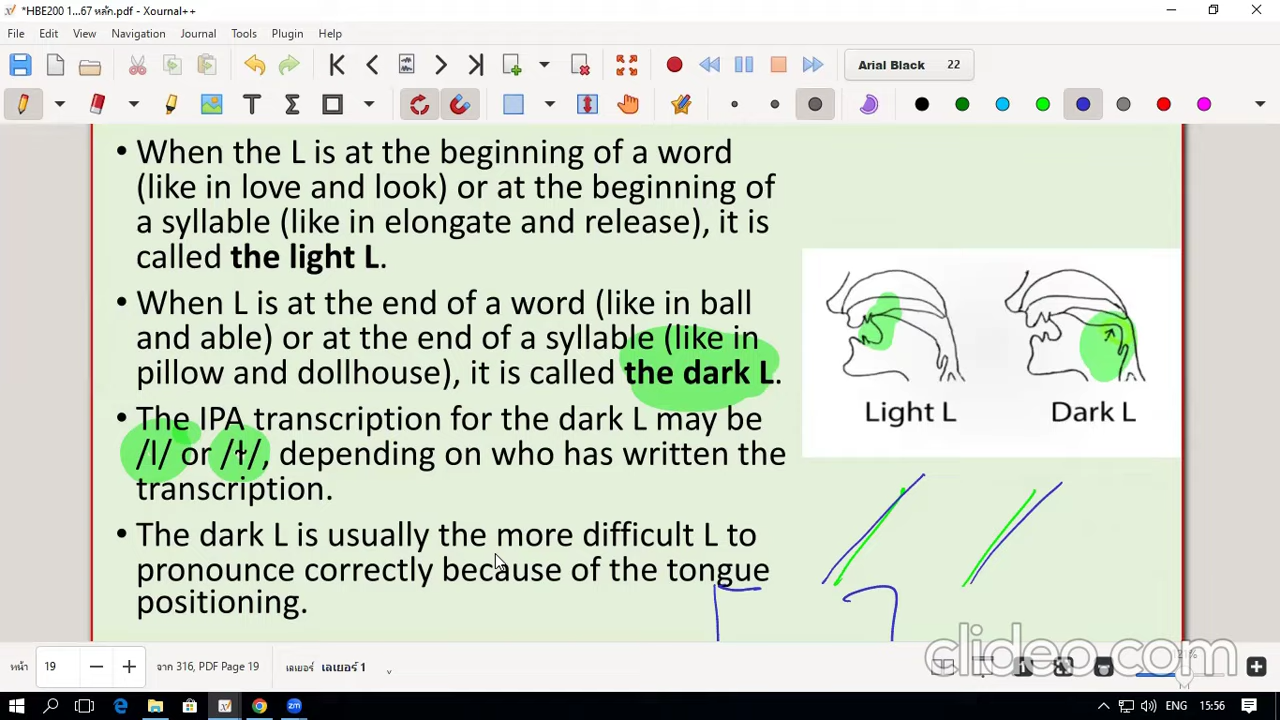 *HBE200 1...67 หลัก.pdf - Xournal++
File Edit View Navigation Journal Tools Plugin Help
Arial Black 22
• When the L is at the beginning of a word
(like in love and look) or at the beginning of
a syllable (like in elongate and release), it is
called the light L.
• When L is at the end of a word (like in ball
and able) or at the end of a syllable (like in
pillow and dollhouse), it is called the dark L.
• The IPA transcription for the dark L may be
/l/ or /ɫ/, depending on who has written the
transcription.
• The dark L is usually the more difficult L to
pronounce correctly because of the tongue
positioning.
Light L Dark L
clideo.com
หน้า 19 จาก 316, PDF Page 19 เลเยอร์ เลเยอร์ 1
ENG 15:56